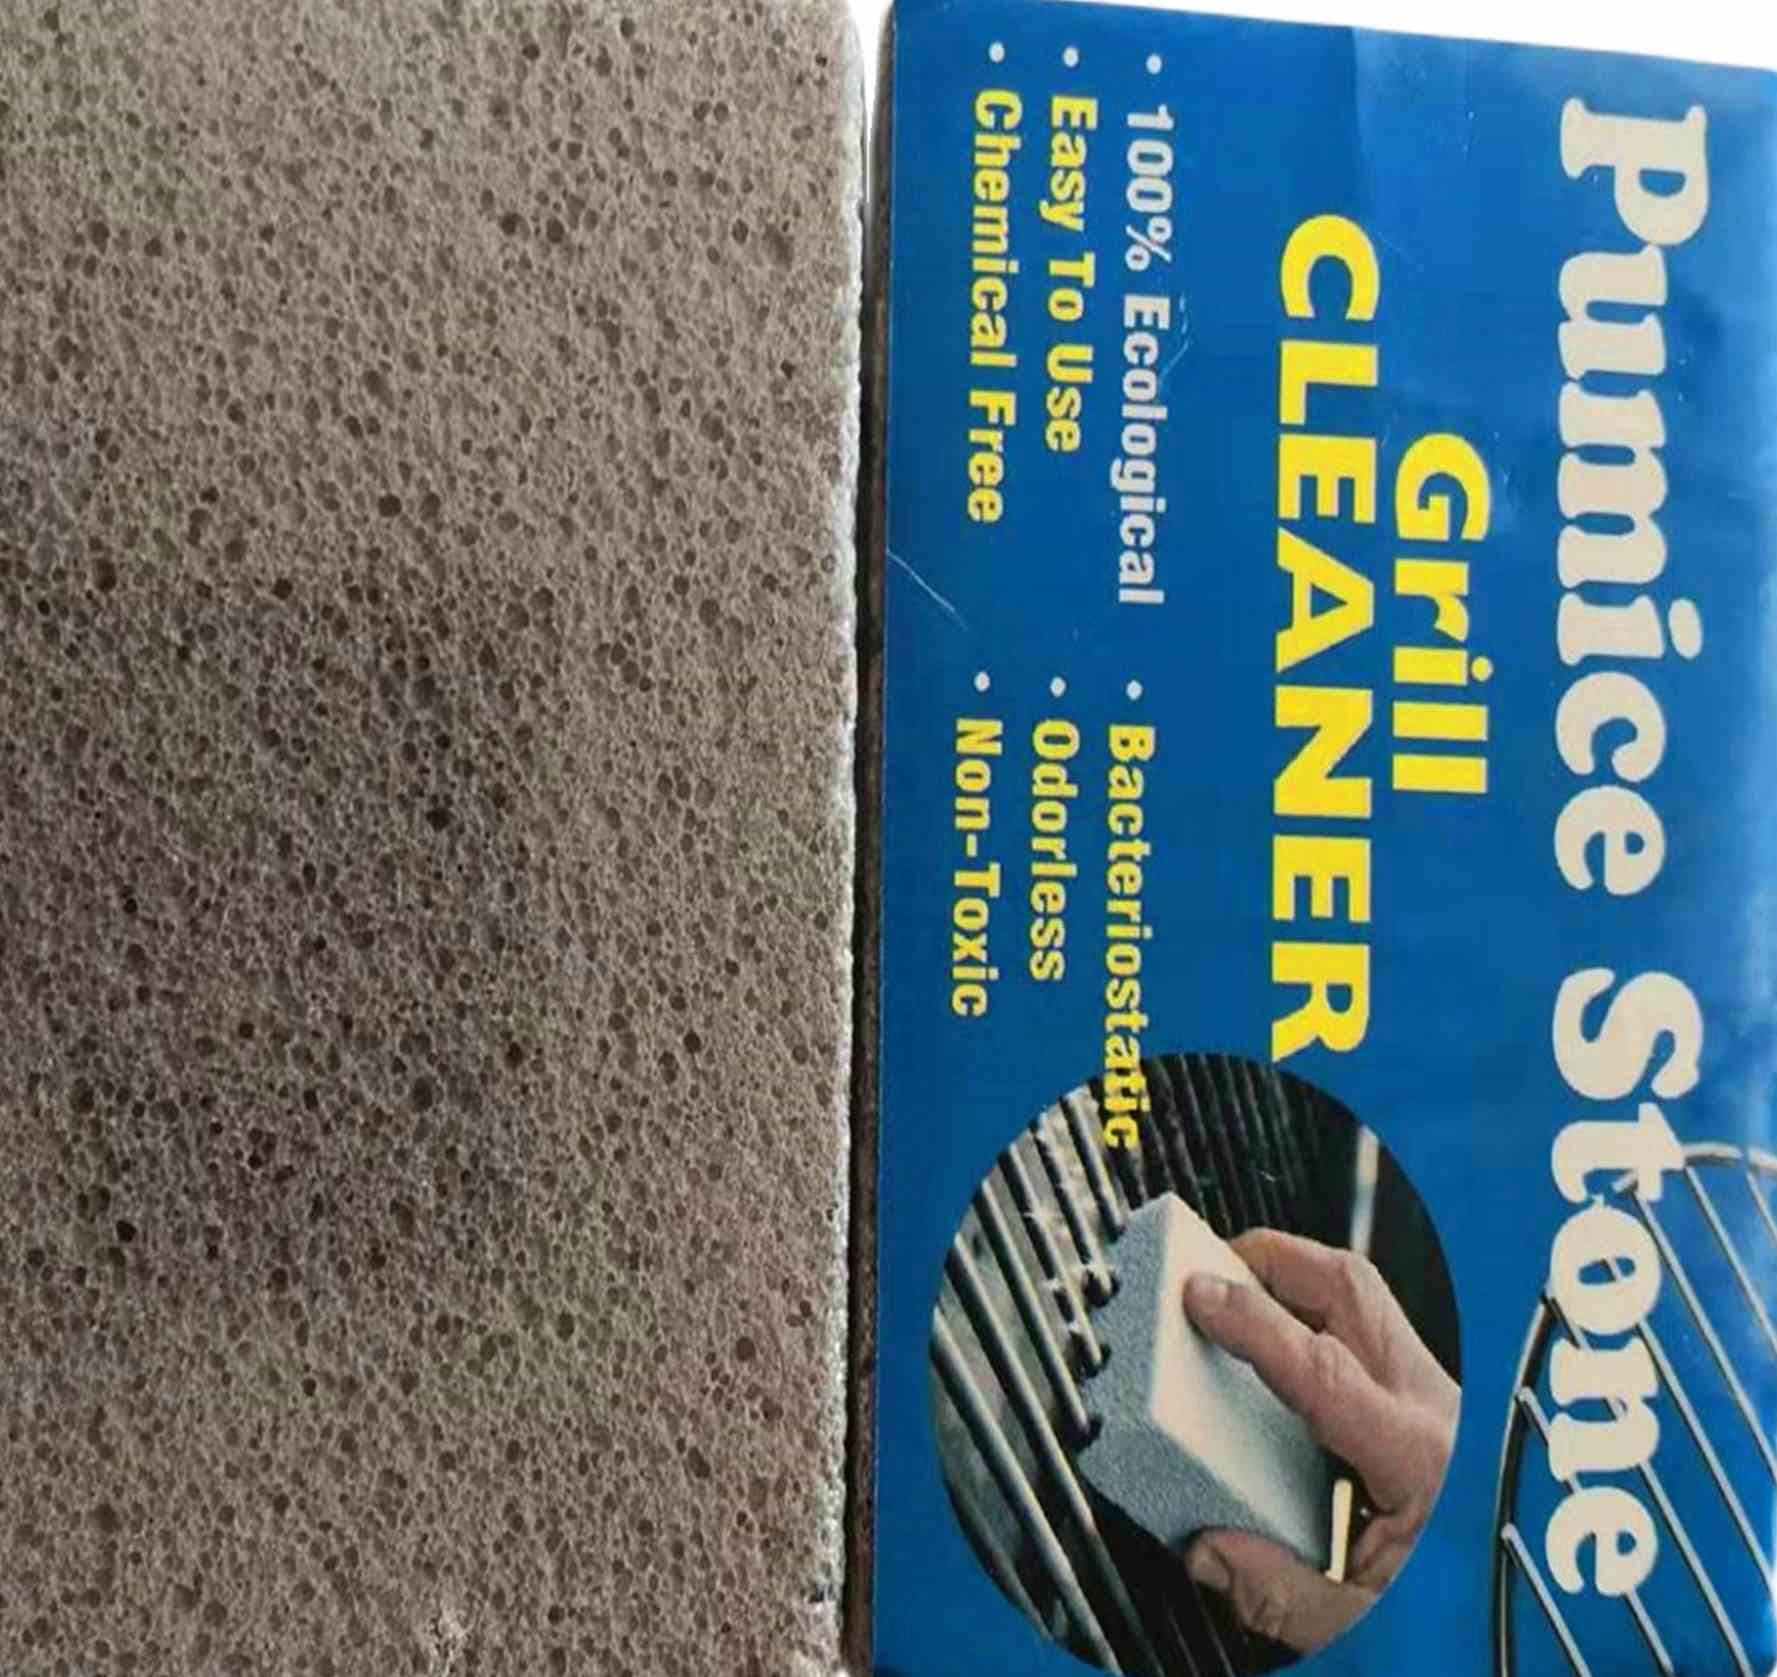 Pumice Stone
Grill
CLEANER
• 100% Ecological
• Easy To Use
• Chemical Free
• Bacteriostatic
• Odorless
• Non-Toxic